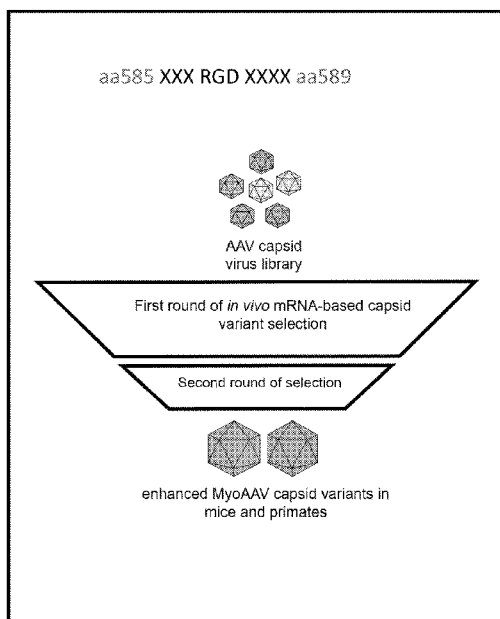 aa585 XXX RGD XXXX aa589
AAV capsid
virus library
First round of in vivo mRNA-based capsid
variant selection
Second round of selection
enhanced MyoAAV capsid variants in
mice and primates